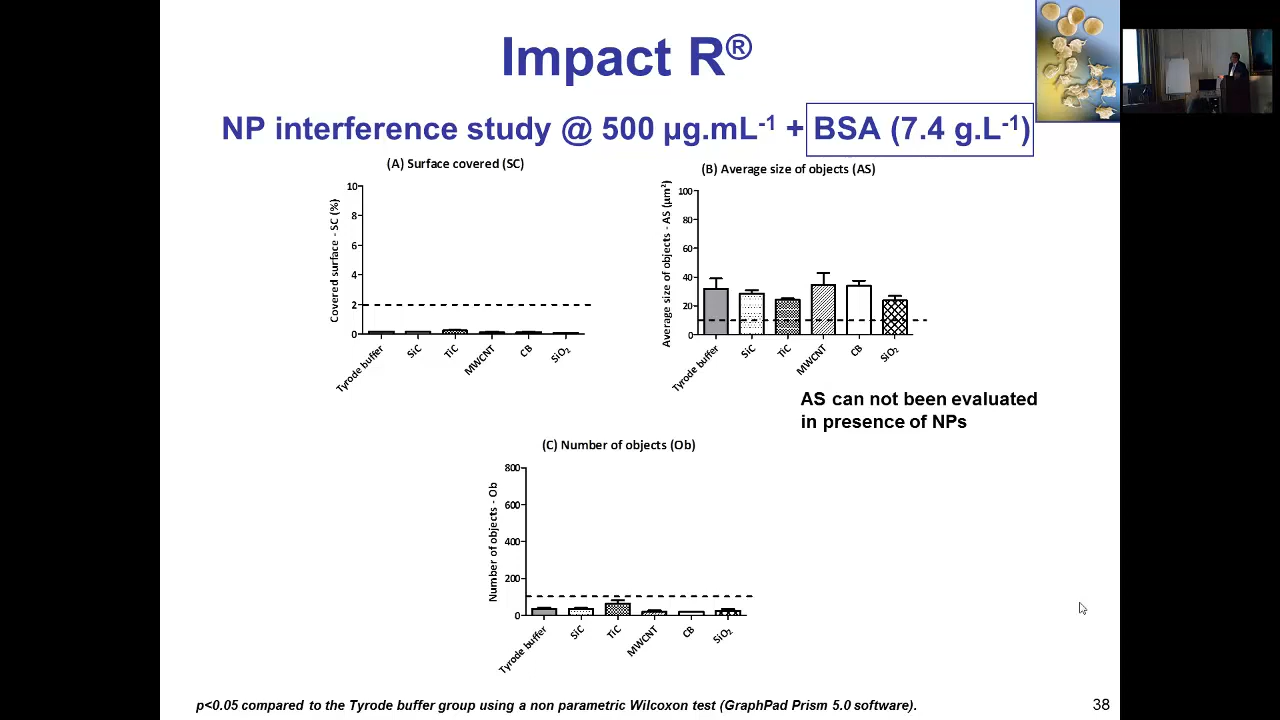 Impact R®
NP interference study @ 500 µg.mL-1 + BSA (7.4 g.L-1)
(A) Surface covered (SC)
Covered surface - SC (%)
10
8
6
4
2
0
Tyrode buffer
SiC
TiC
MWCNT
CB
SiO2
(B) Average size of objects (AS)
Average size of objects - AS (µm2)
100
80
60
40
20
0
Tyrode buffer
SiC
TiC
MWCNT
CB
SiO2
AS can not been evaluated
in presence of NPs
(C) Number of objects (Ob)
Number of objects - Ob
800
600
400
200
0
Tyrode buffer
SiC
TiC
MWCNT
CB
SiO2
p<0.05 compared to the Tyrode buffer group using a non parametric Wilcoxon test (GraphPad Prism 5.0 software).
38